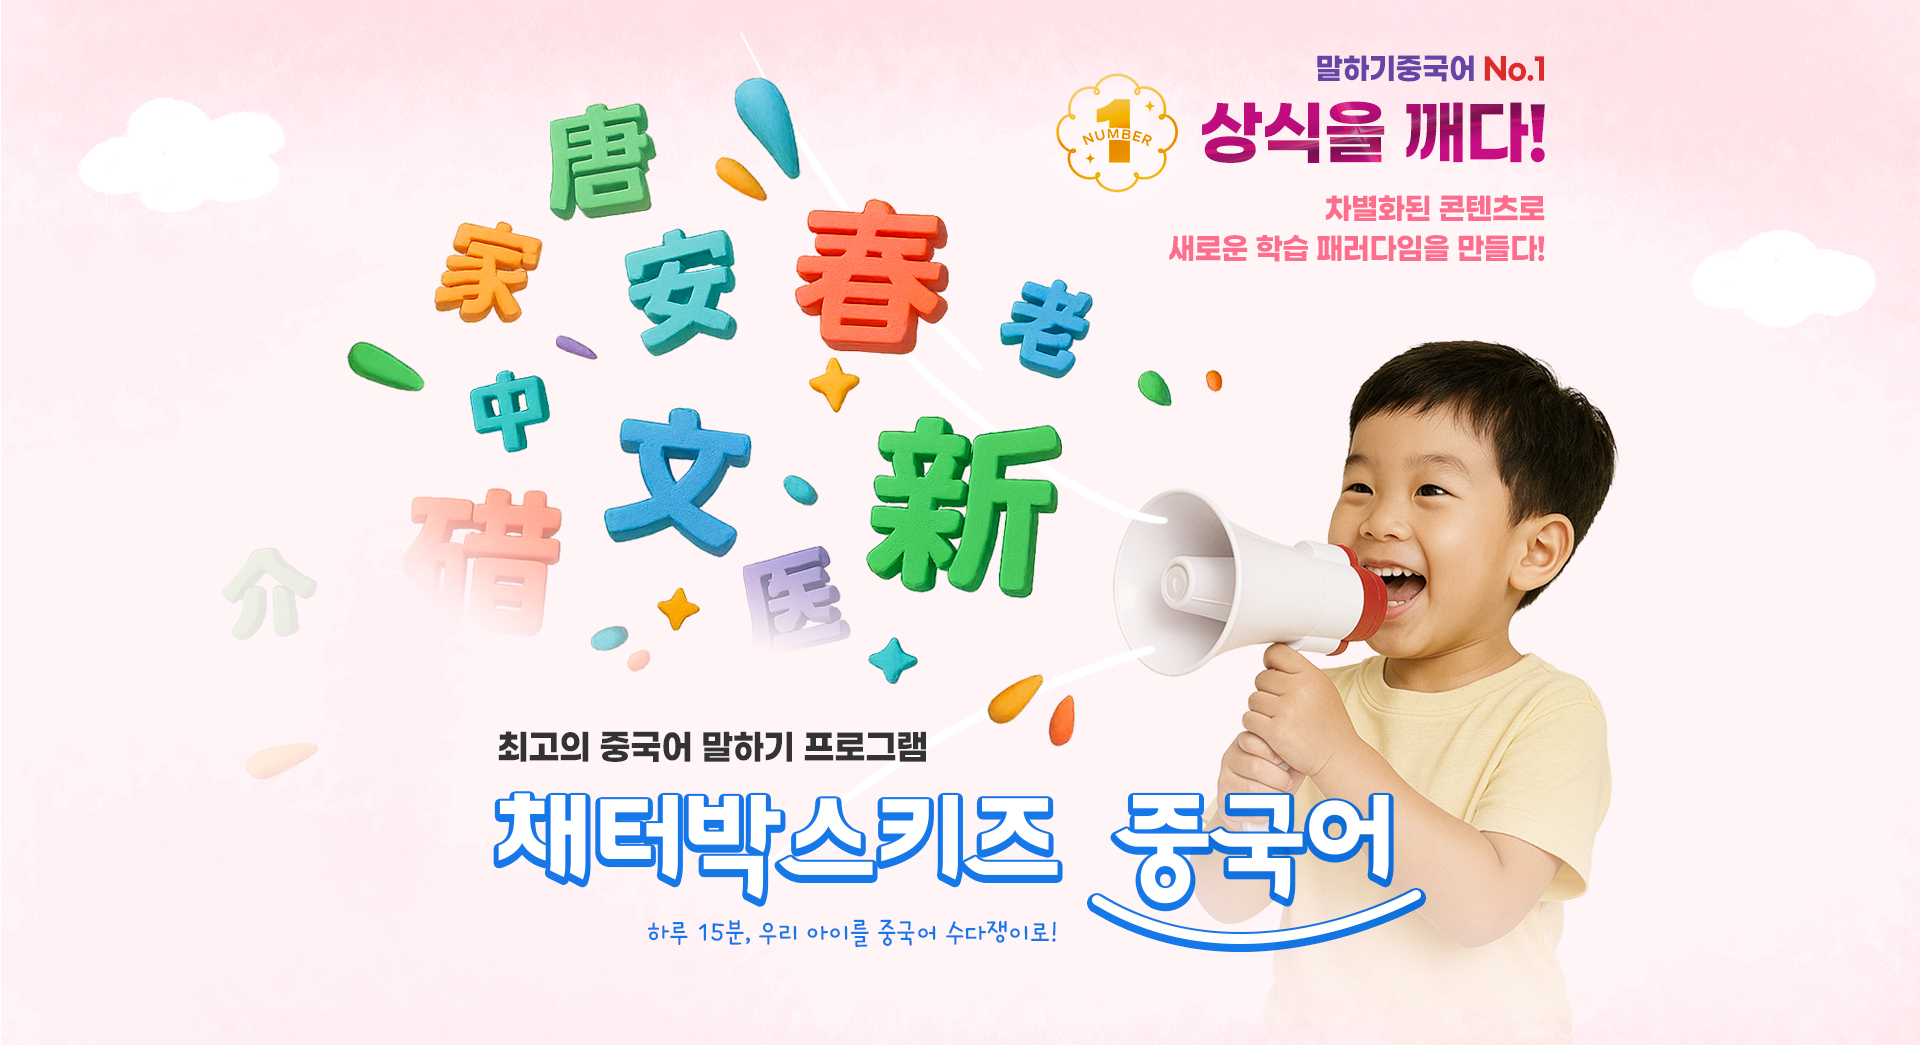 말하기중국어 No.1
1 NUMBER
상식을 깨다!
차별화된 콘텐츠로
새로운 학습 패러다임을 만들다!
唐
家 安 春 老
中 文 新
介 医
최고의 중국어 말하기 프로그램
채터박스키즈 중국어
하루 15분, 우리 아이를 중국어 수다쟁이로!